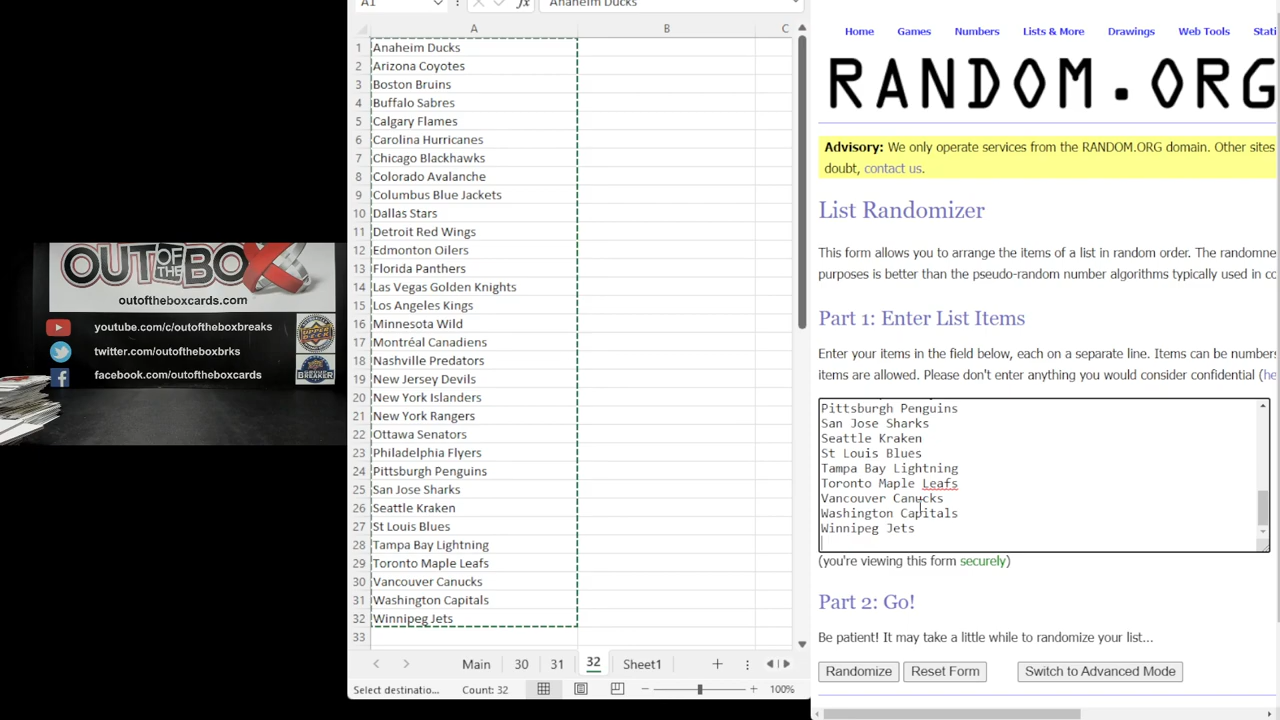 OUT OF THE BOX
outoftheboxcards.com
youtube.com/c/outoftheboxbreaks
twitter.com/outoftheboxbrks
facebook.com/outoftheboxcards
UPPER DECK
BREAKER
A1
fx
Anaheim Ducks
A B C
1 Anaheim Ducks
2 Arizona Coyotes
3 Boston Bruins
4 Buffalo Sabres
5 Calgary Flames
6 Carolina Hurricanes
7 Chicago Blackhawks
8 Colorado Avalanche
9 Columbus Blue Jackets
10 Dallas Stars
11 Detroit Red Wings
12 Edmonton Oilers
13 Florida Panthers
14 Las Vegas Golden Knights
15 Los Angeles Kings
16 Minnesota Wild
17 Montréal Canadiens
18 Nashville Predators
19 New Jersey Devils
20 New York Islanders
21 New York Rangers
22 Ottawa Senators
23 Philadelphia Flyers
24 Pittsburgh Penguins
25 San Jose Sharks
26 Seattle Kraken
27 St Louis Blues
28 Tampa Bay Lightning
29 Toronto Maple Leafs
30 Vancouver Canucks
31 Washington Capitals
32 Winnipeg Jets
33
Main 30 31 32 Sheet1
Select destinatio... Count: 32 100%
Home Games Numbers Lists & More Drawings Web Tools Stati
RANDOM.ORG
Advisory: We only operate services from the RANDOM.ORG domain. Other sites
doubt, contact us.
List Randomizer
This form allows you to arrange the items of a list in random order. The randomne
purposes is better than the pseudo-random number algorithms typically used in co
Part 1: Enter List Items
Enter your items in the field below, each on a separate line. Items can be numbers
items are allowed. Please don't enter anything you would consider confidential (he
Pittsburgh Penguins
San Jose Sharks
Seattle Kraken
St Louis Blues
Tampa Bay Lightning
Toronto Maple Leafs
Vancouver Canucks
Washington Capitals
Winnipeg Jets
(you're viewing this form securely)
Part 2: Go!
Be patient! It may take a little while to randomize your list...
Randomize Reset Form Switch to Advanced Mode